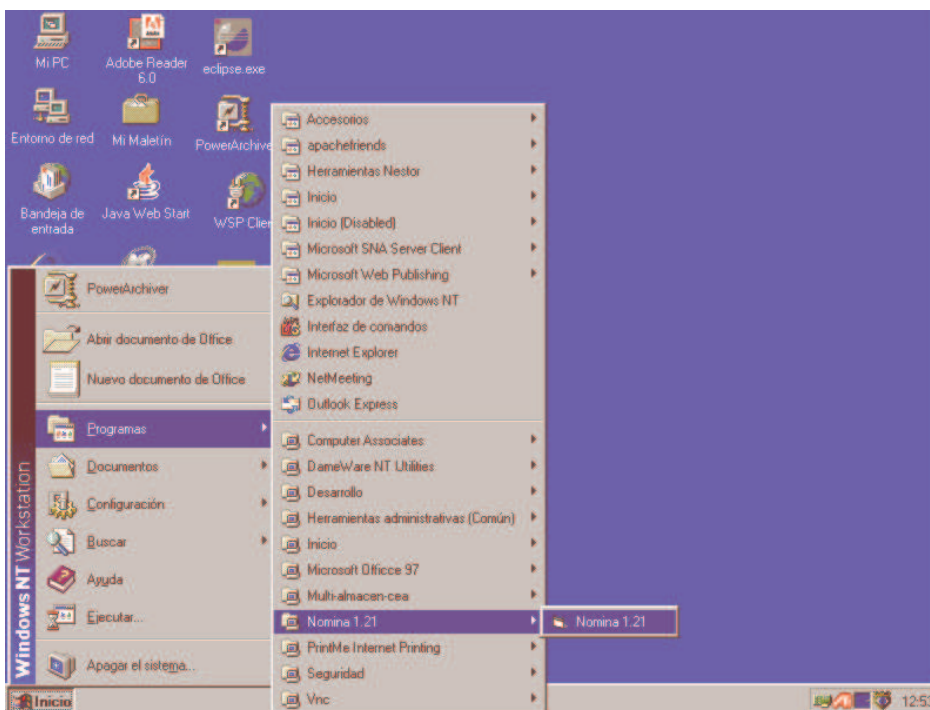 Mi PC
Adobe Reader
6.0
eclipse.exe
Entorno de red
Mi Maletín
PowerArchive
Bandeja de
entrada
Java Web Start
WSP Clien
PowerArchiver
Abrir documento de Office
Nuevo documento de Office
Programas
Documentos
Configuración
Buscar
Ayuda
Ejecutar...
Apagar el sistema...
Windows NT Workstation
Inicio
Accesorios
apachefriends
Herramientas Nestor
Inicio
Inicio (Disabled)
Microsoft SNA Server Client
Microsoft Web Publishing
Explorador de Windows NT
Interfaz de comandos
Internet Explorer
NetMeeting
Outlook Express
Computer Associates
DameWare NT Utilities
Desarrollo
Herramientas administrativas (Común)
Inicio
Microsoft Officce 97
Multi-almacen-cea
Nomina 1.21
PrintMe Internet Printing
Seguridad
Vnc
Nomina 1.21